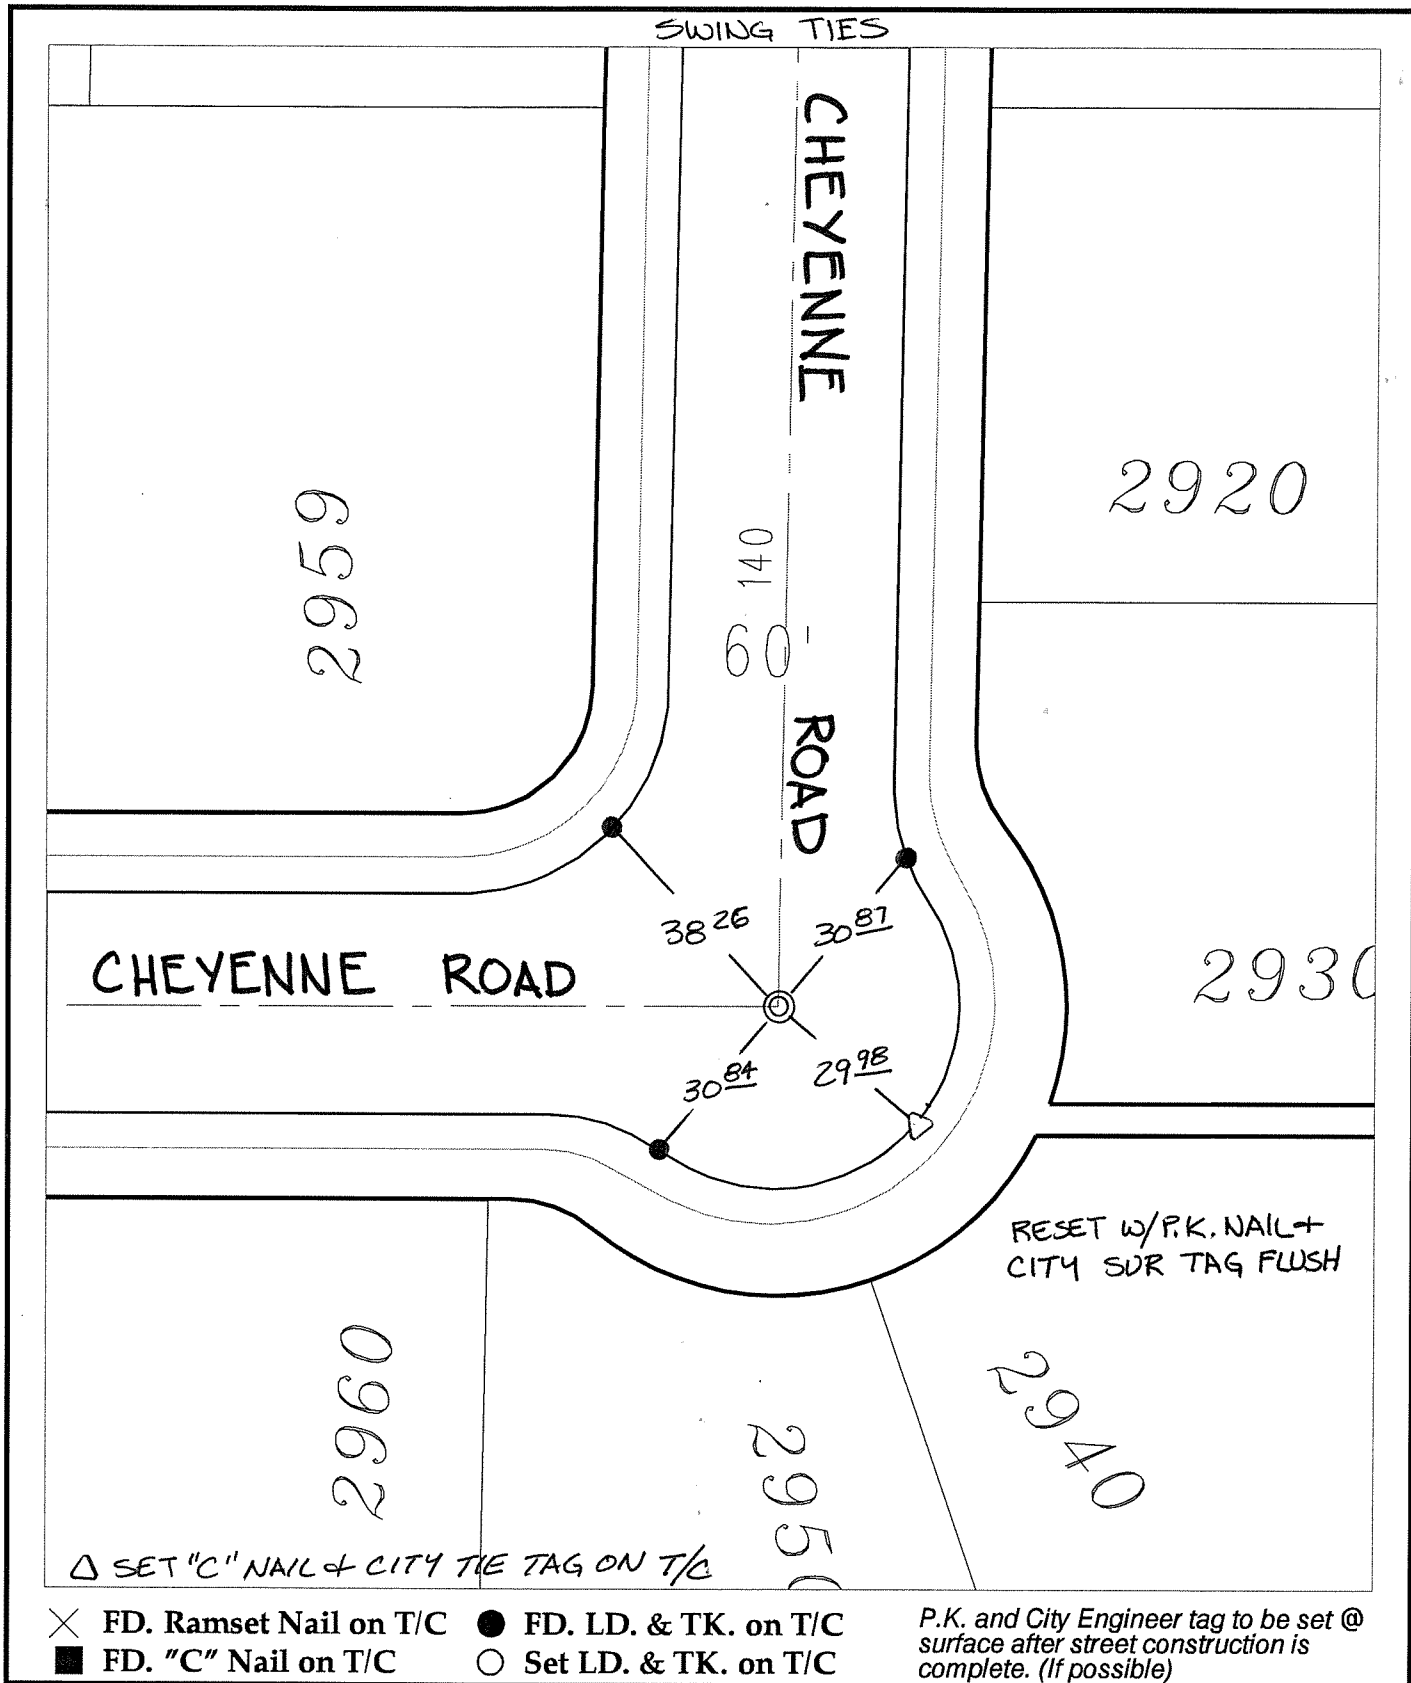 SWING TIES
CHEYENNE
2920
2959
140
60'
ROAD
38 26
30 87
CHEYENNE ROAD
2930
30 84
29 98
RESET W/P.K. NAIL +
CITY SUR TAG FLUSH
2960
2940
295
△ SET "C" NAIL & CITY TIE TAG ON T/C
FD. Ramset Nail on T/C
FD. LD. & TK. on T/C
FD. "C" Nail on T/C
Set LD. & TK. on T/C
P.K. and City Engineer tag to be set @
surface after street construction is
complete. (If possible)